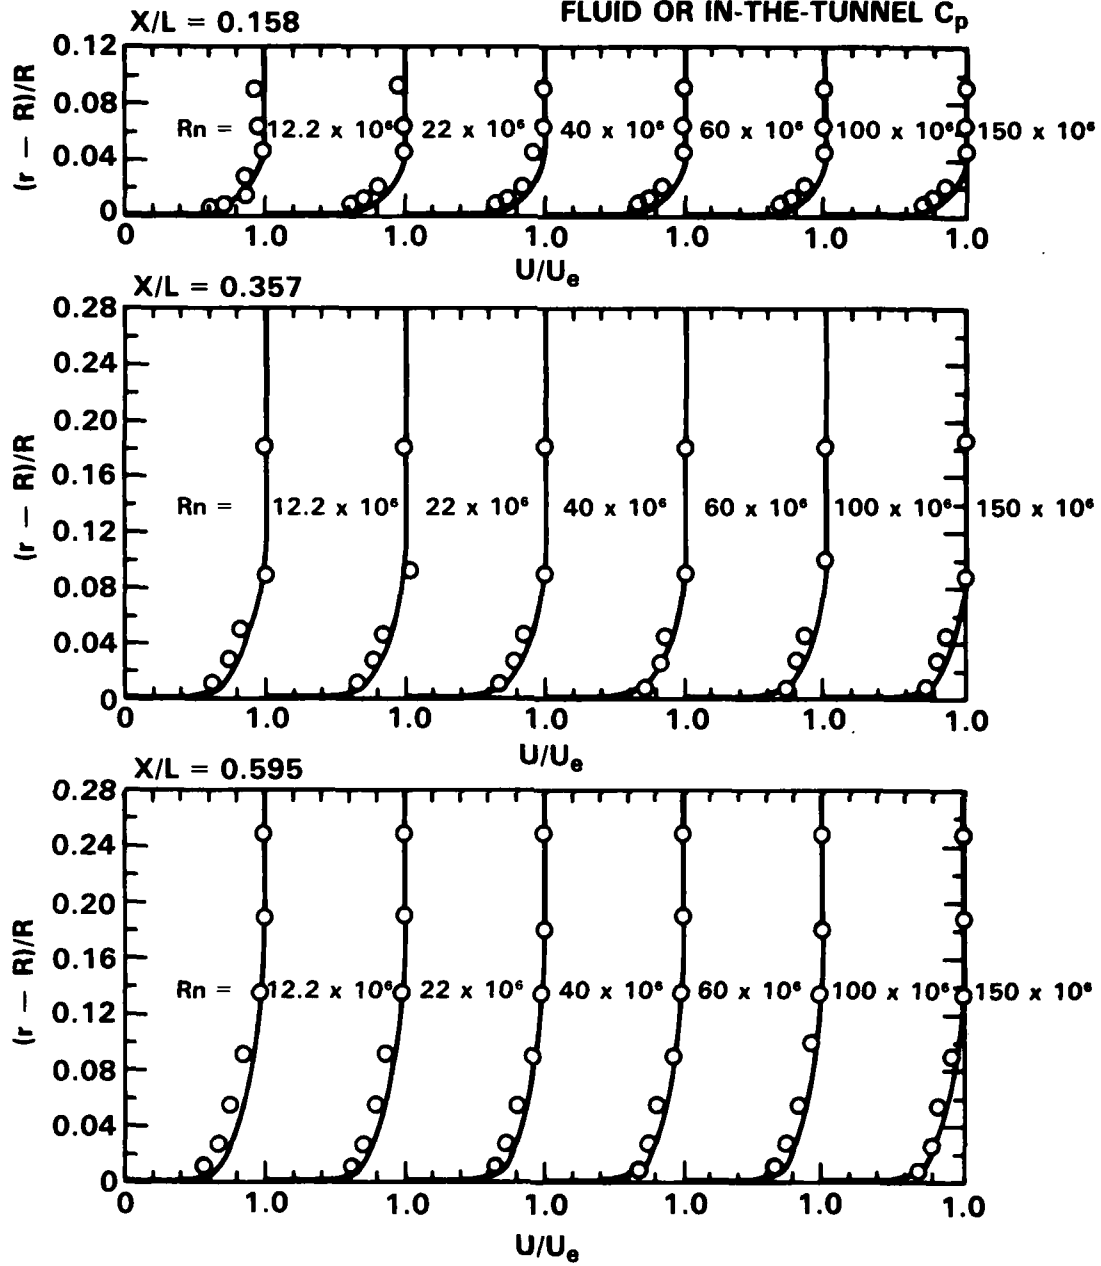 FLUID OR IN-THE-TUNNEL Cp
X/L = 0.158
0.12
0.08
0.04
0
(r − R)/R
Rn = 12.2 x 10⁶ 22 x 10⁶ 40 x 10⁶ 60 x 10⁶ 100 x 10⁶ 150 x 10⁶
0 1.0 1.0 1.0 1.0 1.0 1.0
U/Ue
X/L = 0.357
0.28
0.24
0.20
0.16
0.12
0.08
0.04
0
(r − R)/R
Rn = 12.2 x 10⁶ 22 x 10⁶ 40 x 10⁶ 60 x 10⁶ 100 x 10⁶ 150 x 10⁶
0 1.0 1.0 1.0 1.0 1.0 1.0
U/Ue
X/L = 0.595
0.28
0.24
0.20
0.16
0.12
0.08
0.04
0
(r − R)/R
Rn = 12.2 x 10⁶ 22 x 10⁶ 40 x 10⁶ 60 x 10⁶ 100 x 10⁶ 150 x 10⁶
0 1.0 1.0 1.0 1.0 1.0 1.0
U/Ue